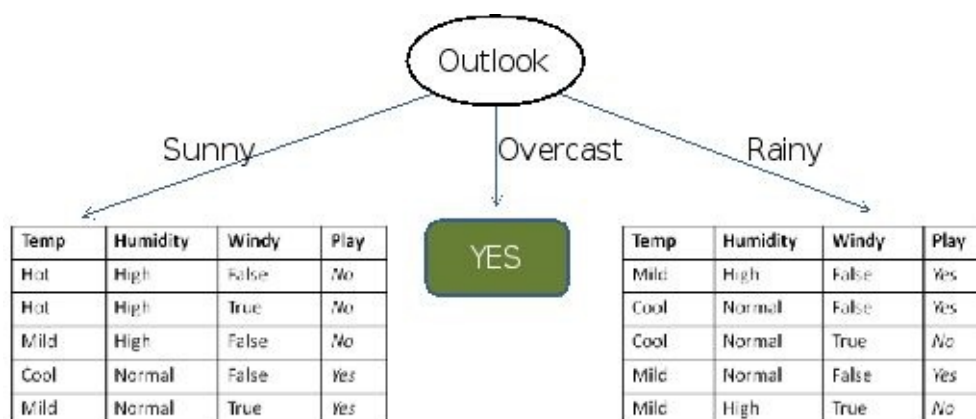 Outlook
Sunny
Overcast
Rainy
Temp Humidity Windy Play
Hot High False No
Hot High True No
Mild High False No
Cool Normal False Yes
Mild Normal True Yes
YES
Temp Humidity Windy Play
Mild High False Yes
Cool Normal False Yes
Cool Normal True No
Mild Normal False Yes
Mild High True No